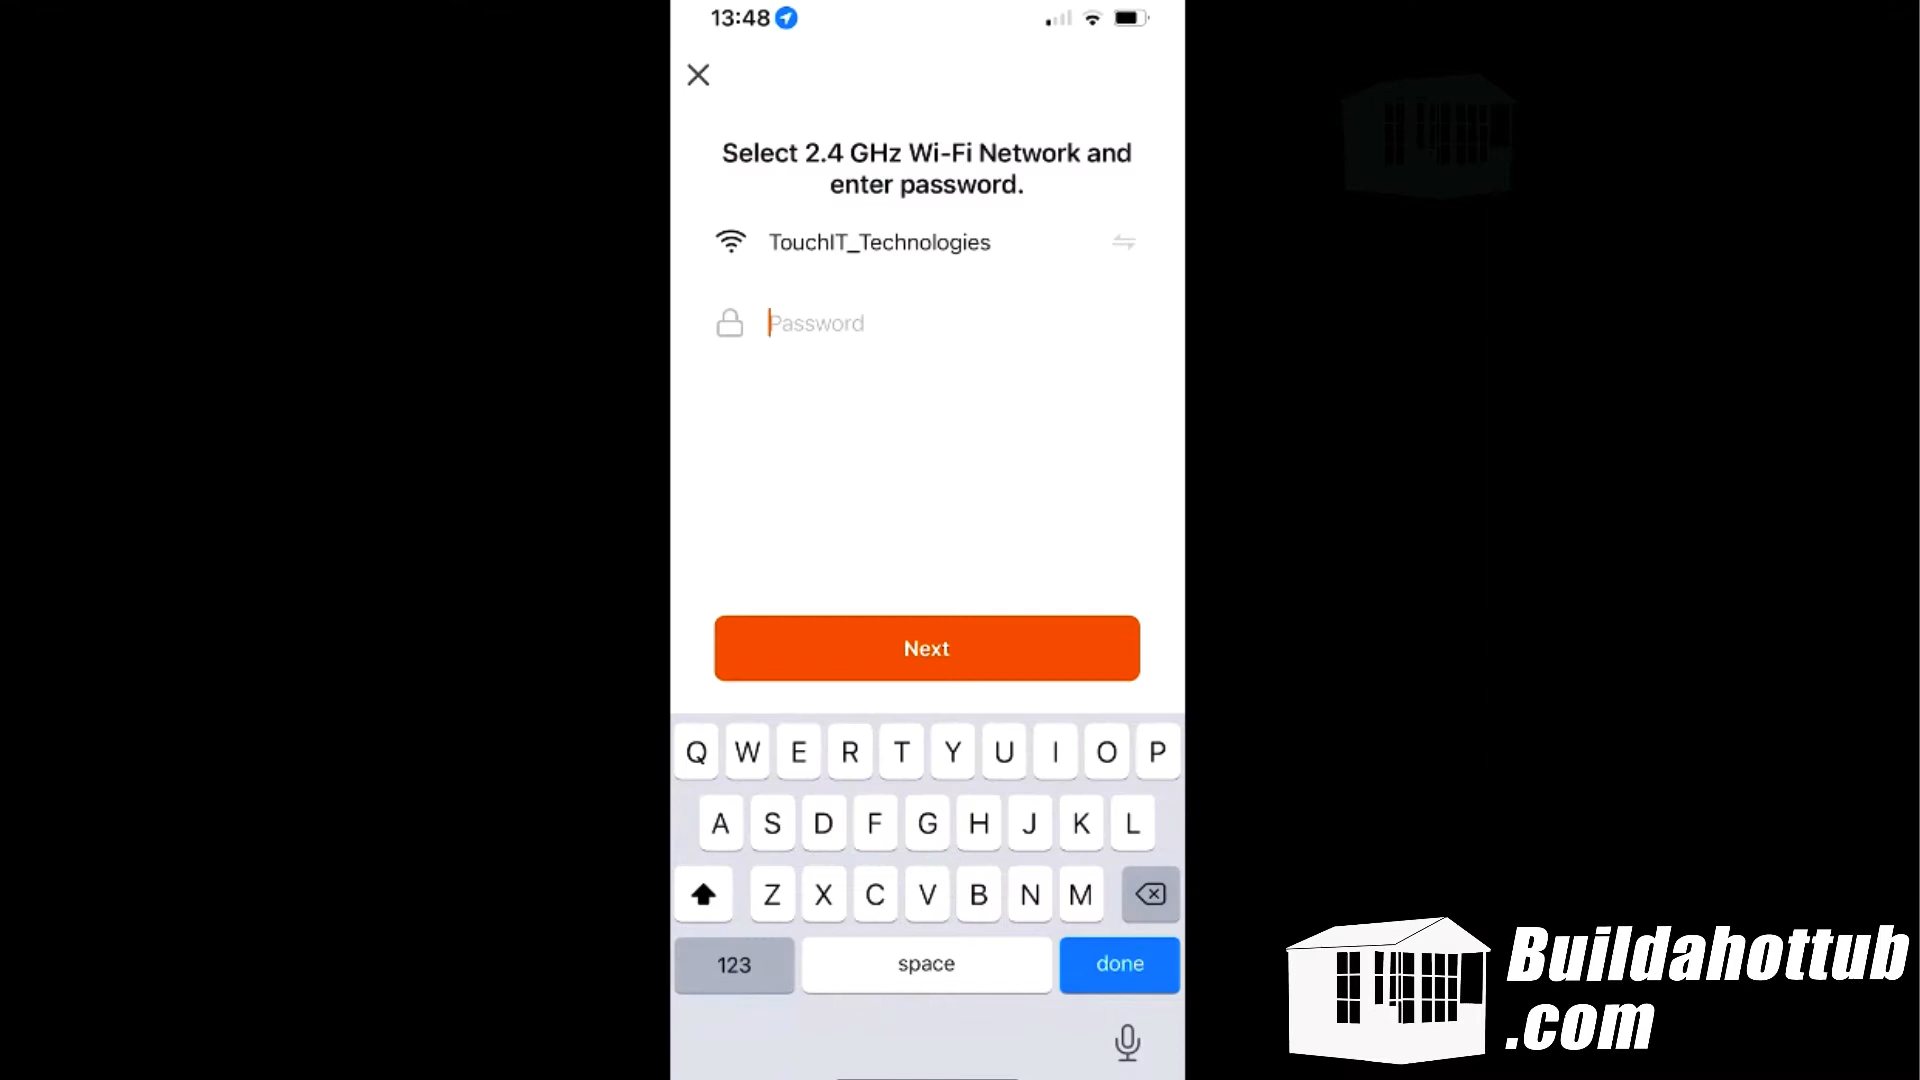 13:48
Select 2.4 GHz Wi-Fi Network and
enter password.
TouchIT_Technologies
Password
Next
Q W E R T Y U I O P
A S D F G H J K L
Z X C V B N M
123 space done
Buildahottub
.com